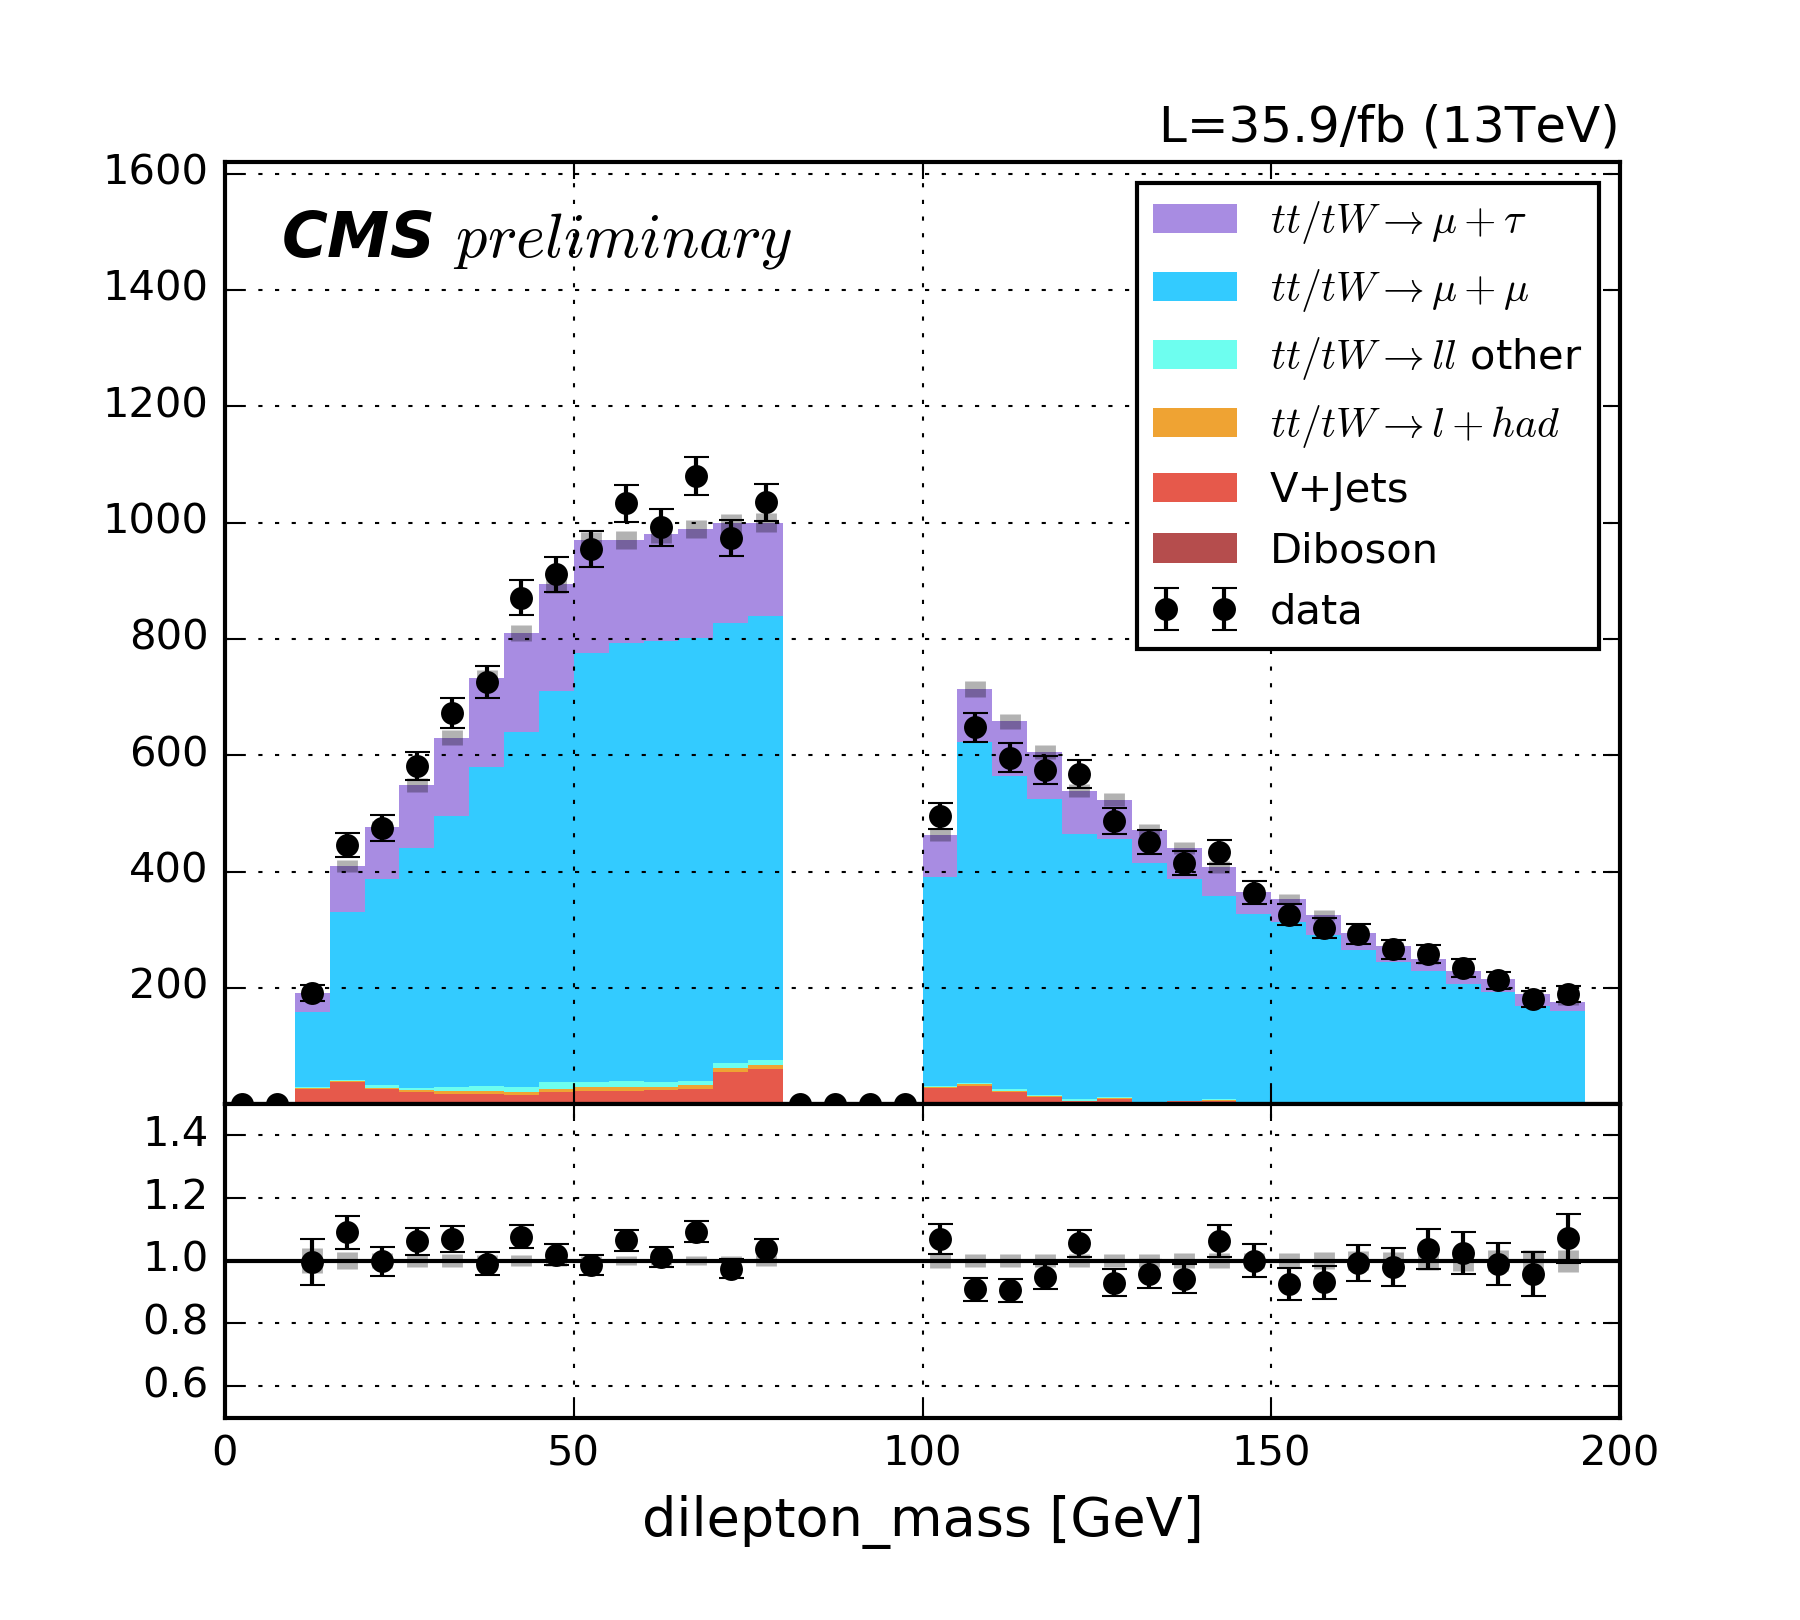 L=35.9/fb (13TeV)
1600
CMS preliminary
1400
1200
1000
800
600
400
200
tt/tW→μ + τ
tt/tW→μ + μ
tt/tW→ll other
tt/tW→l + had
V+Jets
Diboson
data
1.4
1.2
1.0
0.8
0.6
0 50 100 150 200
dilepton_mass [GeV]